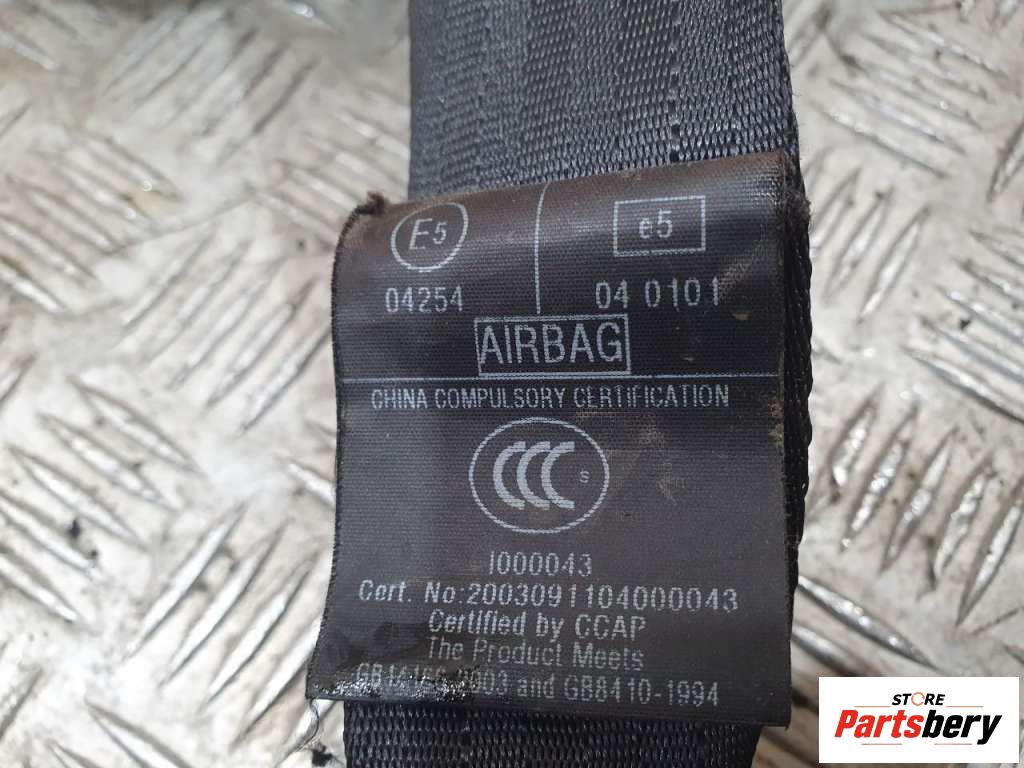 E5 e5
04254 04 0101
AIRBAG
CHINA COMPULSORY CERTIFICATION
CCC S
I000043
Cert. No:2003091104000043
Certified by CCAP
The Product Meets
and GB8410-1994
STORE
Partsbery